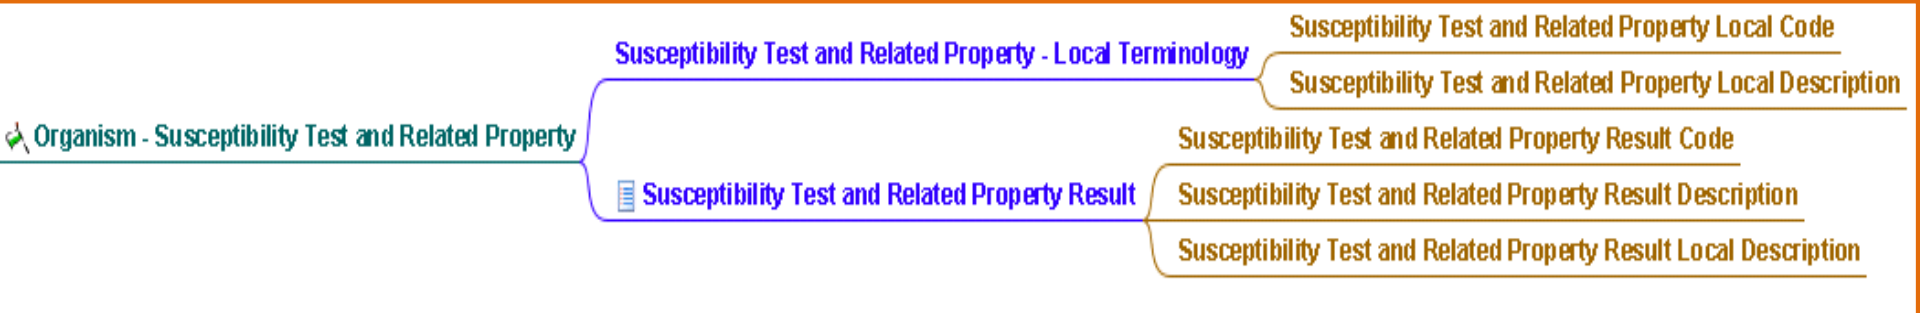 Susceptibility Test and Related Property Local Code
Susceptibility Test and Related Property - Local Terminology
Susceptibility Test and Related Property Local Description
Organism - Susceptibility Test and Related Property
Susceptibility Test and Related Property Result Code
Susceptibility Test and Related Property Result
Susceptibility Test and Related Property Result Description
Susceptibility Test and Related Property Result Local Description